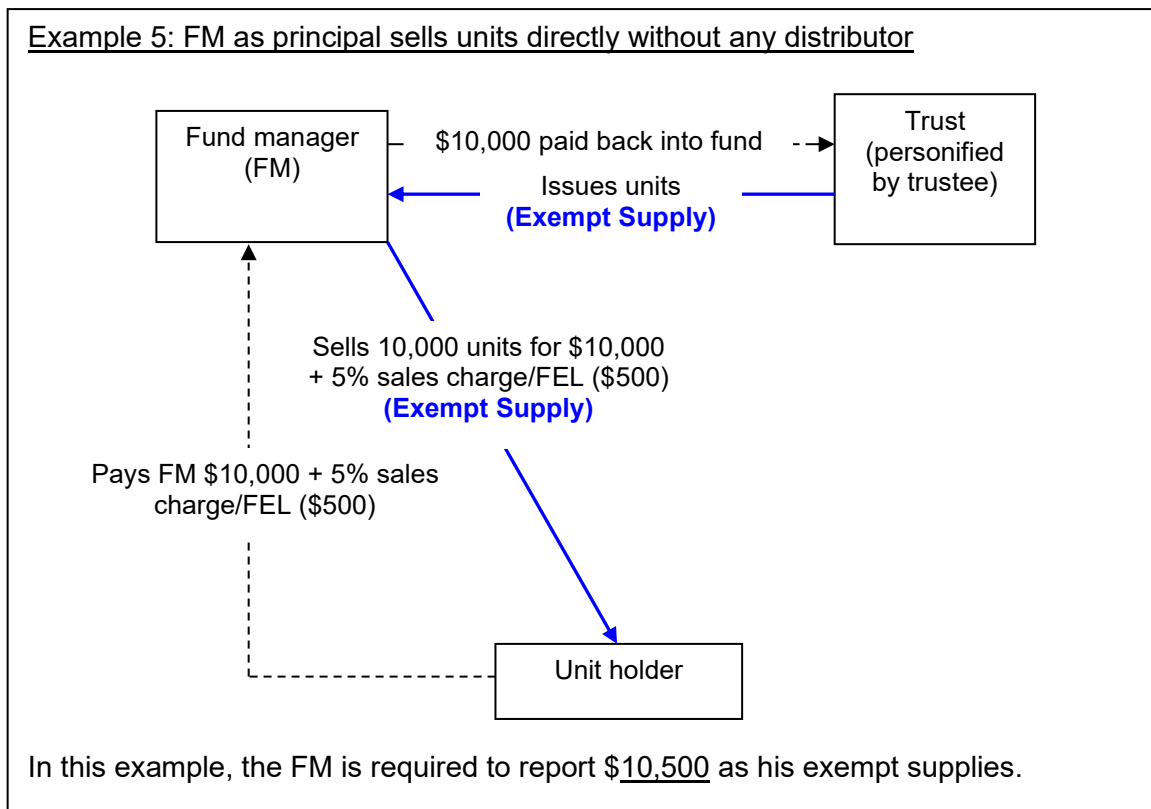 Example 5: FM as principal sells units directly without any distributor
Fund manager
(FM)
$10,000 paid back into fund
Trust
(personified
by trustee)
Issues units
(Exempt Supply)
Sells 10,000 units for $10,000
+ 5% sales charge/FEL ($500)
(Exempt Supply)
Pays FM $10,000 + 5% sales
charge/FEL ($500)
Unit holder
In this example, the FM is required to report $10,500 as his exempt supplies.